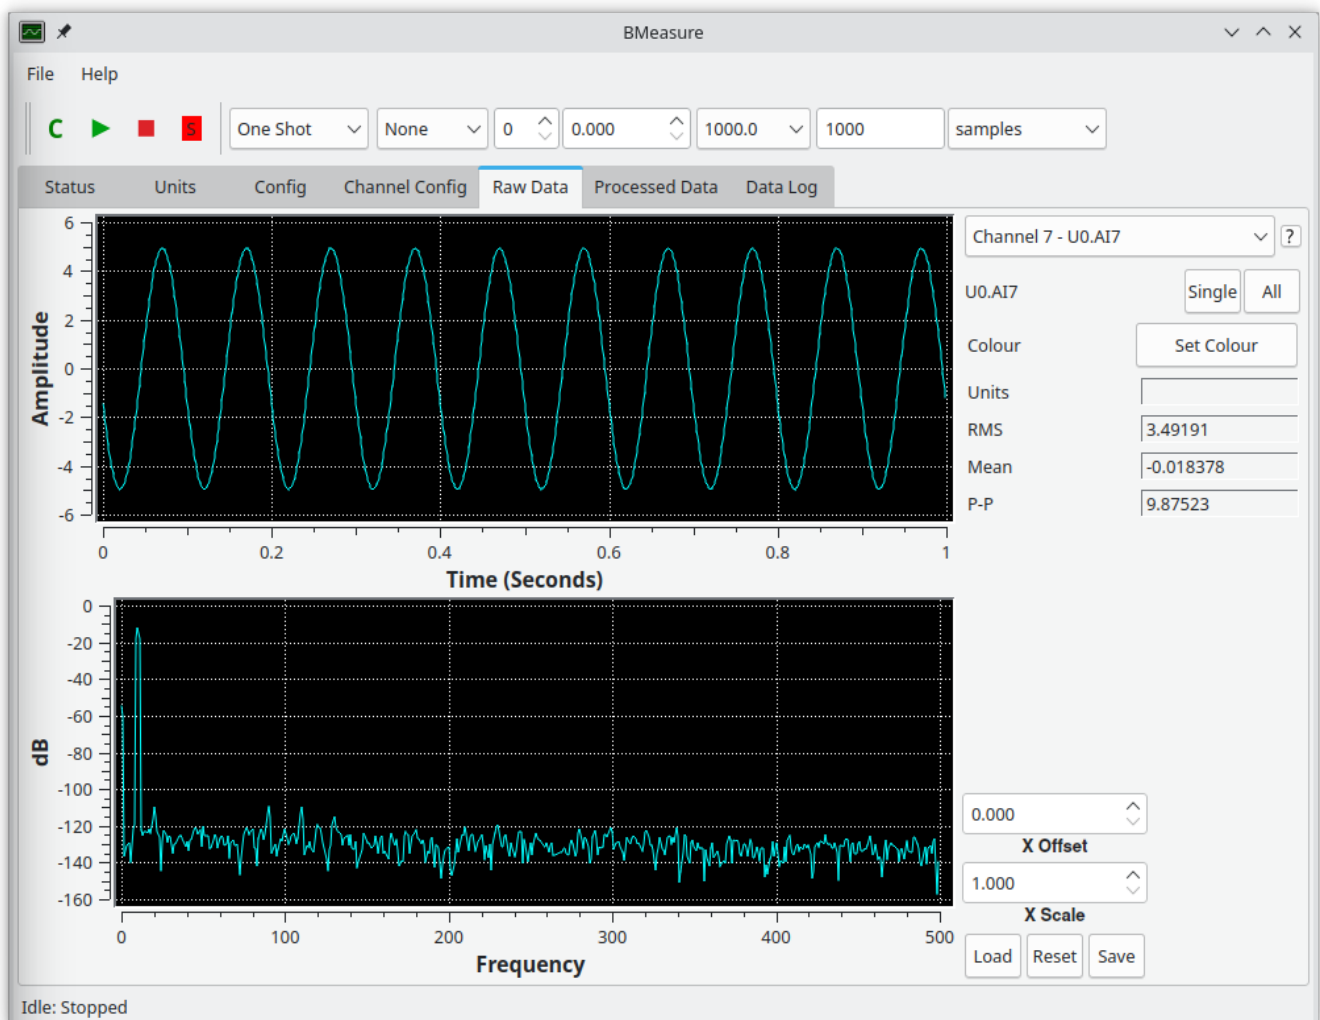 BMeasure
File Help
C S One Shot None 0 0.000 1000.0 1000 samples
Status Units Config Channel Config Raw Data Processed Data Data Log
6
4
2
0
-2
-4
-6
Amplitude
0 0.2 0.4 0.6 0.8 1
Time (Seconds)
Channel 7 - U0.AI7 ?
U0.AI7 Single All
Colour Set Colour
Units
RMS 3.49191
Mean -0.018378
P-P 9.87523
0
-20
-40
-60
-80
-100
-120
-140
-160
dB
0 100 200 300 400 500
Frequency
0.000
X Offset
1.000
X Scale
Load Reset Save
Idle: Stopped